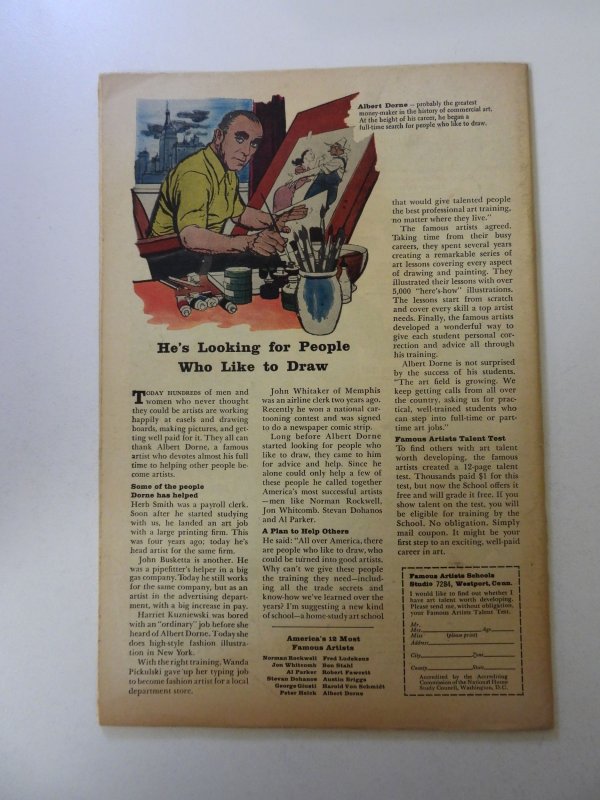 Albert Dorne — probably the greatest
money-maker in the history of commercial art.
At the height of his career, he began a
full-time search for people who like to draw.
He's Looking for People
Who Like to Draw
TODAY HUNDREDS of men and
women who never thought
they could be artists are working
happily at easels and drawing
boards, making pictures, and get-
ting well paid for it. They all can
thank Albert Dorne, a famous
artist who devotes almost his full
time to helping other people be-
come artists.
Some of the people
Dorne has helped
Herb Smith was a payroll clerk.
Soon after he started studying
with us, he landed an art job
with a large printing firm. This
was four years ago; today he's
head artist for the same firm.
John Busketta is another. He
was a pipefitter's helper in a big
gas company. Today he still works
for the same company, but as an
artist in the advertising depart-
ment, with a big increase in pay.
Harriet Kuzniewski was bored
with an "ordinary" job before she
heard of Albert Dorne. Today she
does high-style fashion illustra-
tion in New York.
With the right training, Wanda
Pickulski gave up her typing job
to become fashion artist for a local
department store.
John Whitaker of Memphis
was an airline clerk two years ago.
Recently he won a national car-
tooning contest and was signed
to do a newspaper comic strip.
Long before Albert Dorne
started looking for people who
like to draw, they came to him
for advice and help. Since he
alone could only help a few of
these people he called together
America's most successful artists
—men like Norman Rockwell,
Jon Whitcomb, Stevan Dohanos
and Al Parker.
A Plan to Help Others
He said: "All over America, there
are people who like to draw, who
could be turned into good artists.
Why can't we give these people
the training they need—includ-
ing all the trade secrets and
know-how we've learned over the
years? I'm suggesting a new kind
of school—a home-study art school
America's 12 Most
Famous Artists
Norman Rockwell Fred Ludekens
Jon Whitcomb Ben Stahl
Al Parker Robert Fawcett
Stevan Dohanos Austin Briggs
George Giusti Harold Von Schmidt
Peter Helck Albert Dorne
that would give talented people
the best professional art training,
no matter where they live."
The famous artists agreed.
Taking time from their busy
careers, they spent several years
creating a remarkable series of
art lessons covering every aspect
of drawing and painting. They
illustrated their lessons with over
5,000 "here's-how" illustrations.
The lessons start from scratch
and cover every skill a top artist
needs. Finally, the famous artists
developed a wonderful way to
give each student personal cor-
rection and advice all through
his training.
Albert Dorne is not surprised
by the success of his students.
"The art field is growing. We
keep getting calls from all over
the country, asking us for prac-
tical, well-trained students who
can step into full-time or part-
time art jobs."
Famous Artists Talent Test
To find others with art talent
worth developing, the famous
artists created a 12-page talent
test. Thousands paid $1 for this
test, but now the School offers it
free and will grade it free. If you
show talent on the test, you will
be eligible for training by the
School. No obligation. Simply
mail coupon. It might be your
first step to an exciting, well-paid
career in art.
Famous Artists Schools
Studio 7284, Westport, Conn.
I would like to find out whether I
have art talent worth developing.
Please send me, without obligation,
your Famous Artists Talent Test.
Mr.
Mrs. Age
Miss (please print)
Address
City Zone
County State
Accredited by the Accrediting
Commission of the National Home
Study Council, Washington, D.C.